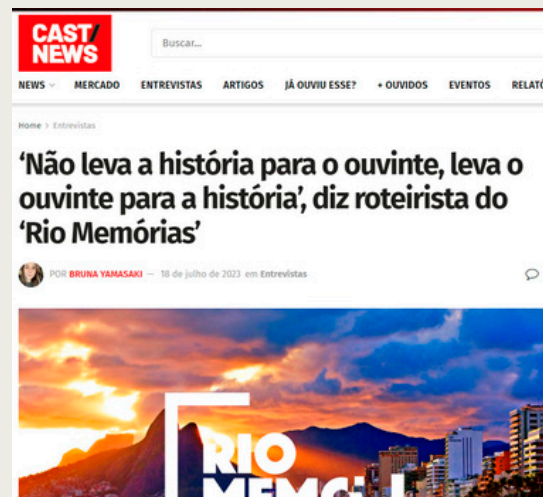 CAST/
NEWS
Buscar...
NEWS MERCADO ENTREVISTAS ARTIGOS JÁ OUVIU ESSE? + OUVIDOS EVENTOS RELATÓ
Home > Entrevistas
‘Não leva a história para o ouvinte, leva o
ouvinte para a história’, diz roteirista do
‘Rio Memórias’
POR BRUNA YAMASAKI — 18 de julho de 2023 em Entrevistas
RIO